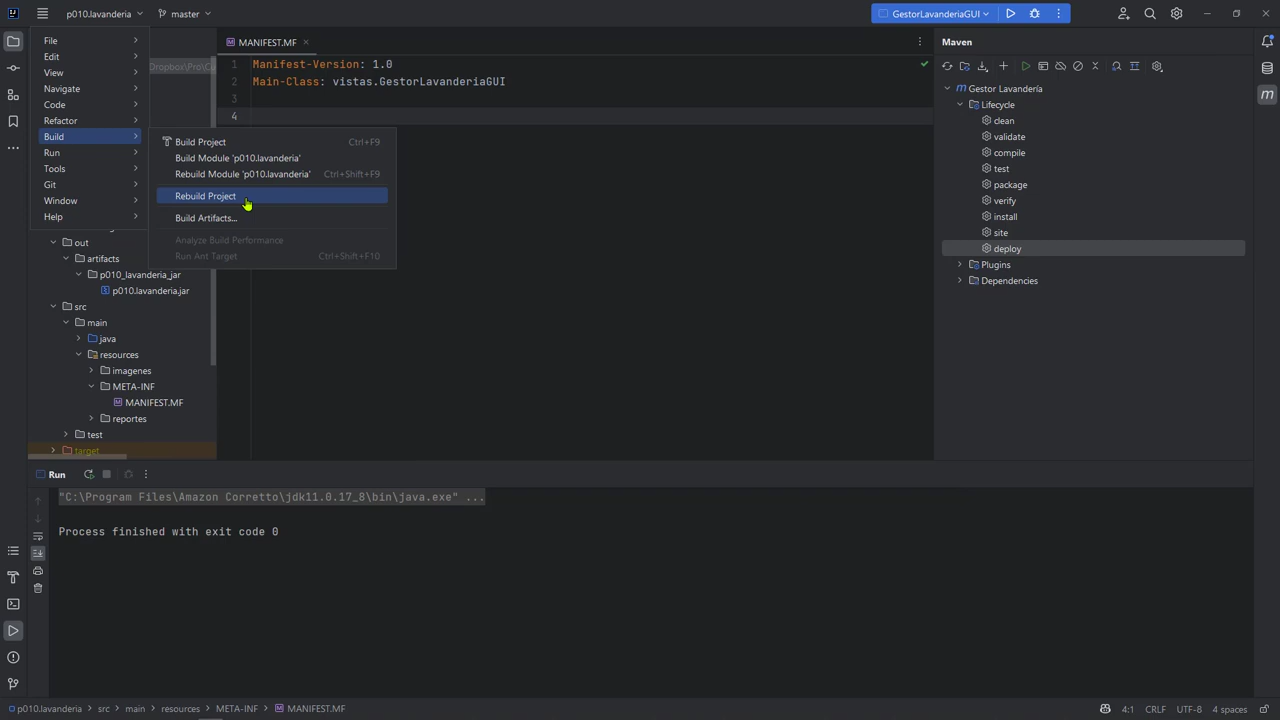 p010.lavanderia
master
GestorLavanderiaGUI
File
Edit
View
Navigate
Code
Refactor
Build
Run
Tools
Git
Window
Help
Dropbox\Pro\Cu
Build Project Ctrl+F9
Build Module 'p010.lavanderia'
Rebuild Module 'p010.lavanderia' Ctrl+Shift+F9
Rebuild Project
Build Artifacts...
Analyze Build Performance
Run Ant Target Ctrl+Shift+F10
out
artifacts
p010_lavanderia_jar
p010.lavanderia.jar
src
main
java
resources
imagenes
META-INF
MANIFEST.MF
reportes
test
target
MANIFEST.MF
1 Manifest-Version: 1.0
2 Main-Class: vistas.GestorLavanderiaGUI
3
4
Maven
Gestor Lavandería
Lifecycle
clean
validate
compile
test
package
verify
install
site
deploy
Plugins
Dependencies
Run
"C:\Program Files\Amazon Corretto\jdk11.0.17_8\bin\java.exe" ...
Process finished with exit code 0
p010.lavanderia > src > main > resources > META-INF > MANIFEST.MF
4:1 CRLF UTF-8 4 spaces